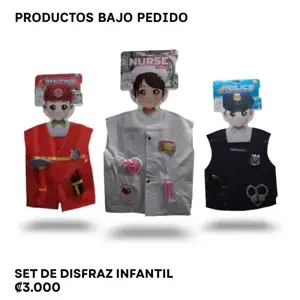 PRODUCTOS BAJO PEDIDO
NURSE
POLICE
SET DE DISFRAZ INFANTIL
₡3.000